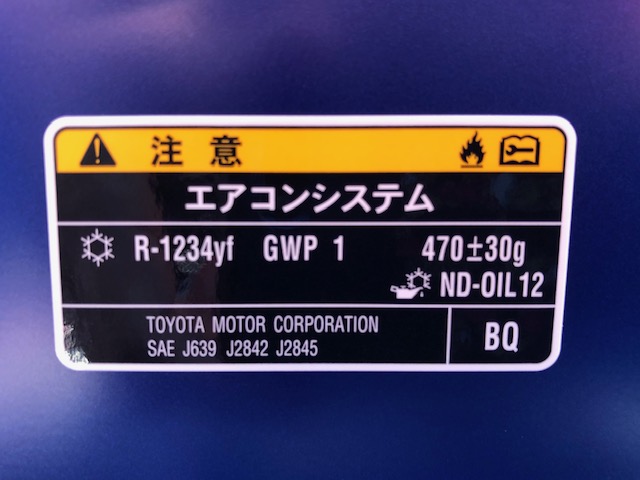 注意
エアコンシステム
R-1234yf GWP 1 470±30g
ND-OIL12
TOYOTA MOTOR CORPORATION
SAE J639 J2842 J2845
BQ